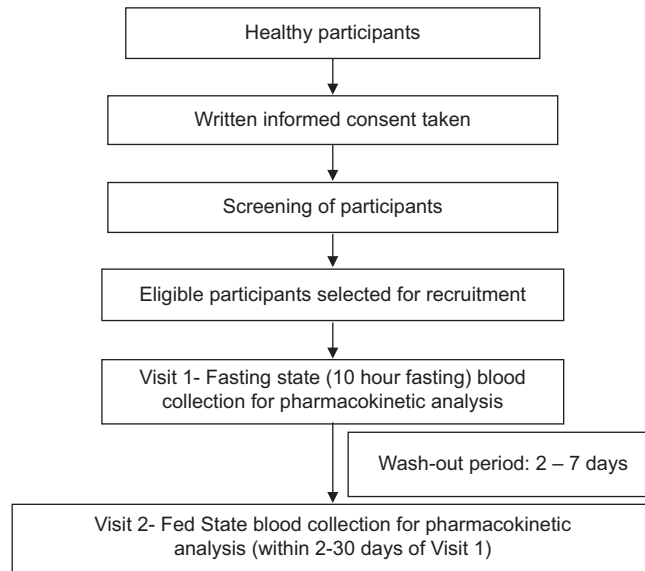 Healthy participants
Written informed consent taken
Screening of participants
Eligible participants selected for recruitment
Visit 1- Fasting state (10 hour fasting) blood
collection for pharmacokinetic analysis
Wash-out period: 2 – 7 days
Visit 2- Fed State blood collection for pharmacokinetic
analysis (within 2-30 days of Visit 1)